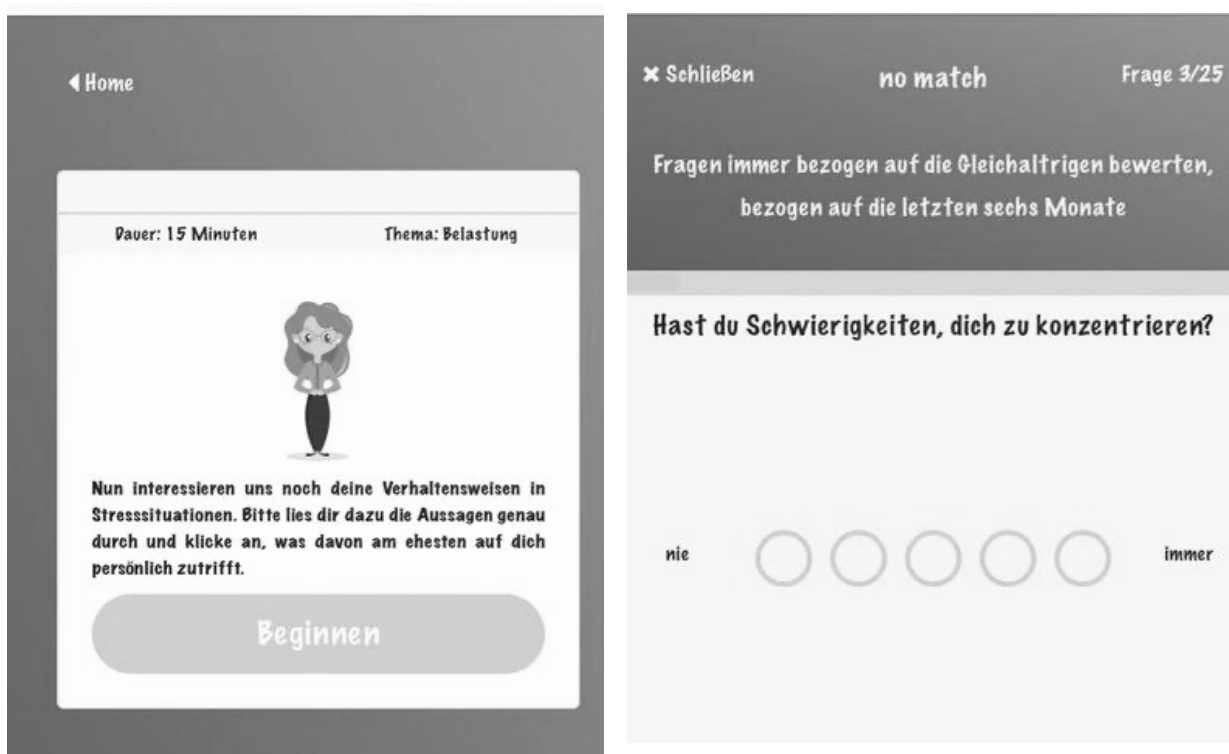 Home
Dauer: 15 Minuten Thema: Belastung
Nun interessieren uns noch deine Verhaltensweisen in
Stresssituationen. Bitte lies dir dazu die Aussagen genau
durch und klicke an, was davon am ehesten auf dich
persönlich zutrifft.
Beginnen
Schließen no match Frage 3/25
Fragen immer bezogen auf die Gleichaltrigen bewerten,
bezogen auf die letzten sechs Monate
Hast du Schwierigkeiten, dich zu konzentrieren?
nie immer